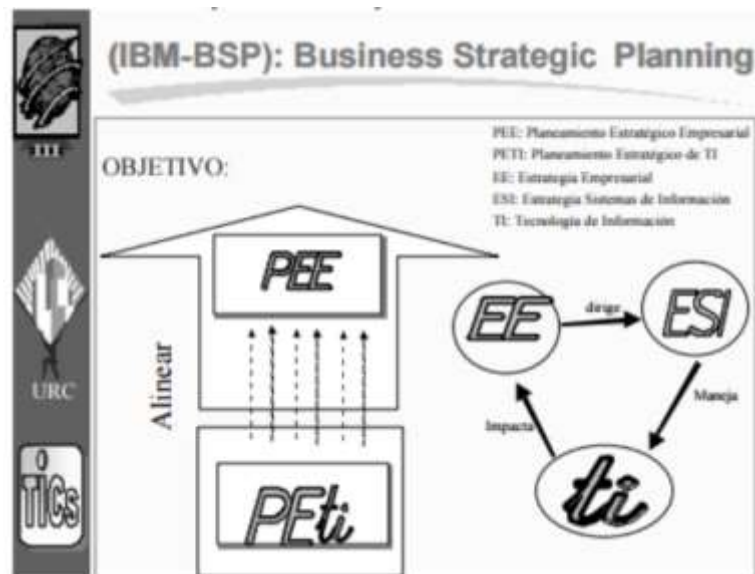 (IBM-BSP): Business Strategic Planning
PEE: Planeamiento Estratégico Empresarial
PETI: Planeamiento Estratégico de TI
EE: Estrategia Empresarial
ESI: Estrategia Sistemas de Información
TI: Tecnología de Información
OBJETIVO:
PEE
Alinear
PEti
EE
dirige
ESI
Maneja
Impacta
ti
URC
TICs